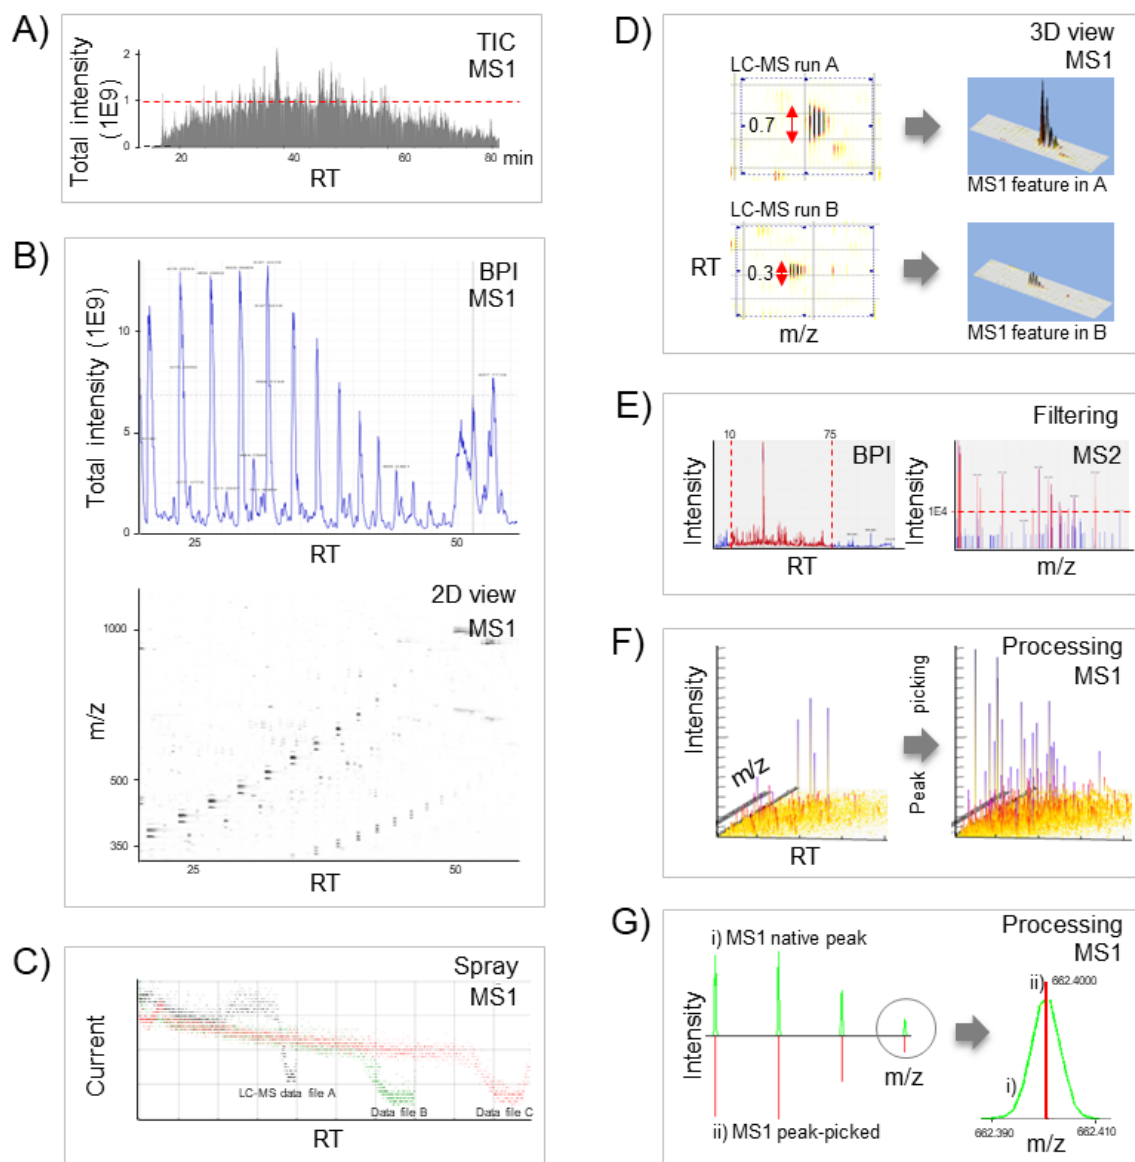 A)
TIC
MS1
Total intensity
(1E9)
2
1
0
20
40
60
80
min
RT
B)
BPI
MS1
Total intensity (1E9)
10
5
0
25
50
RT
2D view
MS1
m/z
1000
500
350
25
50
RT
C)
Spray
MS1
Current
LC-MS data file A
Data file B
Data file C
RT
D)
3D view
MS1
LC-MS run A
0.7
MS1 feature in A
LC-MS run B
RT
0.3
m/z
MS1 feature in B
E)
Filtering
10
75
BPI
Intensity
RT
MS2
Intensity
1E4
m/z
F)
Processing
MS1
Intensity
m/z
RT
Peak picking
G)
Processing
MS1
i) MS1 native peak
Intensity
m/z
ii) MS1 peak-picked
ii)
662.4000
i)
662.390
662.410
m/z